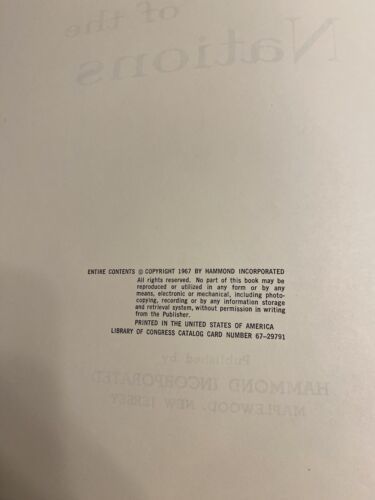 of the
Nations
ENTIRE CONTENTS © COPYRIGHT 1967 BY HAMMOND INCORPORATED
All rights reserved. No part of this book may be
reproduced or utilized in any form or by any
means, electronic or mechanical, including photo-
copying, recording or by any information storage
and retrieval system, without permission in writing
from the Publisher.
PRINTED IN THE UNITED STATES OF AMERICA
LIBRARY OF CONGRESS CATALOG CARD NUMBER 67-29791
Published by
HAMMOND INCORPORATED
MAPLEWOOD, NEW JERSEY